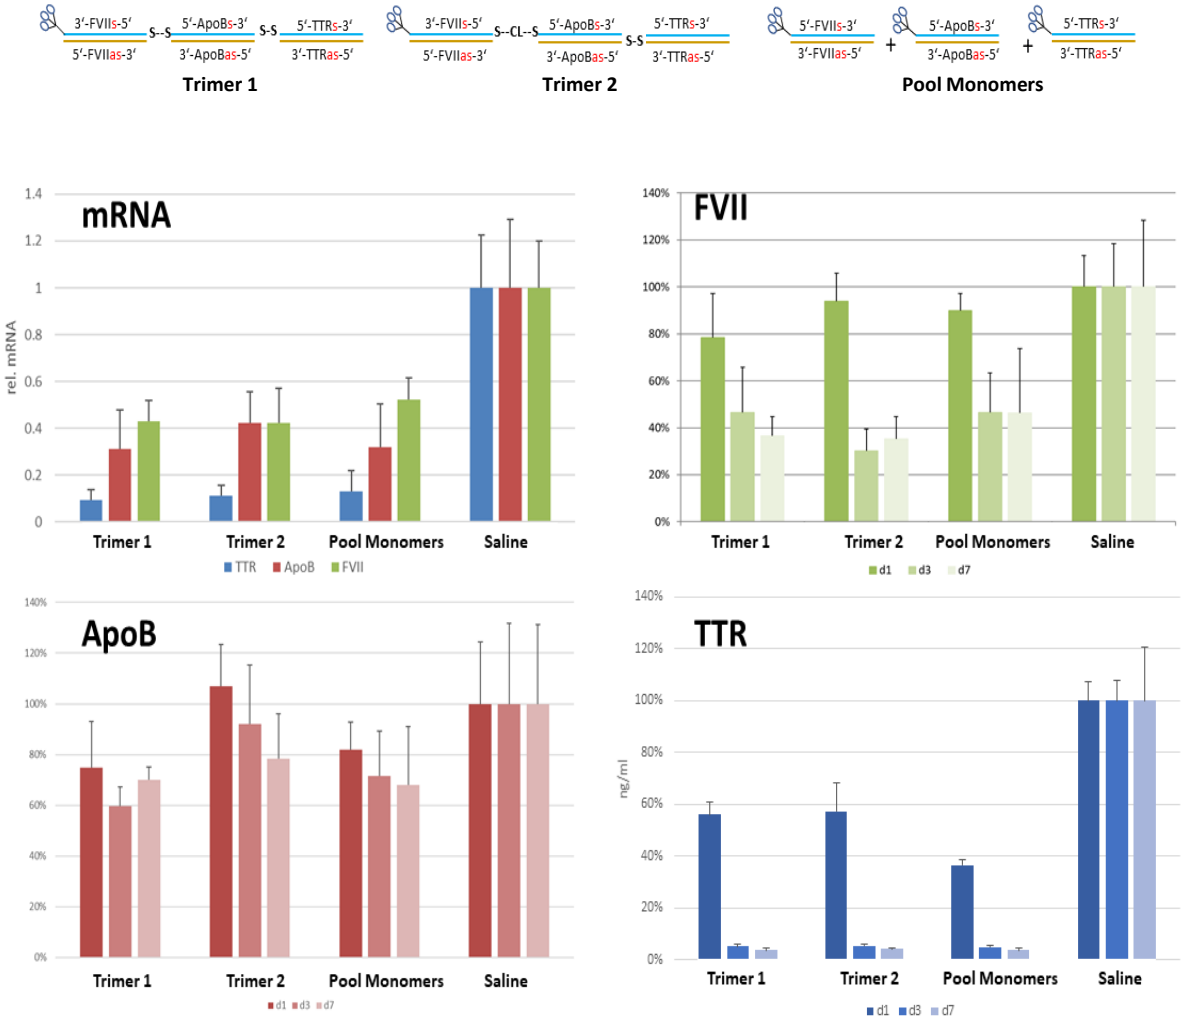 3‘-FVIIs-5‘ S--S 5‘-ApoBs-3‘ S-S 5‘-TTRs-3‘
5‘-FVIIas-3‘ 3‘-ApoBas-5‘ 3‘-TTRas-5‘
Trimer 1
3‘-FVIIs-5‘ S--CL--S 5‘-ApoBs-3‘ S-S 5‘-TTRs-3‘
5‘-FVIIas-3‘ 3‘-ApoBas-5‘ 3‘-TTRas-5‘
Trimer 2
5‘-FVIIs-3‘ + 5‘-ApoBs-3‘ + 5‘-TTRs-3‘
3‘-FVIIas-5‘ 3‘-ApoBas-5‘ 3‘-TTRas-5‘
Pool Monomers
mRNA
rel. mRNA
1.4
1.2
1
0.8
0.6
0.4
0.2
0
Trimer 1 Trimer 2 Pool Monomers Saline
TTR ApoB FVII
FVII
140%
120%
100%
80%
60%
40%
20%
0%
Trimer 1 Trimer 2 Pool Monomers Saline
d1 d3 d7
ApoB
140%
120%
100%
80%
60%
40%
20%
0%
Trimer 1 Trimer 2 Pool Monomers Saline
d1 d3 d7
TTR
ng/ml
140%
120%
100%
80%
60%
40%
20%
0%
Trimer 1 Trimer 2 Pool Monomers Saline
d1 d3 d7